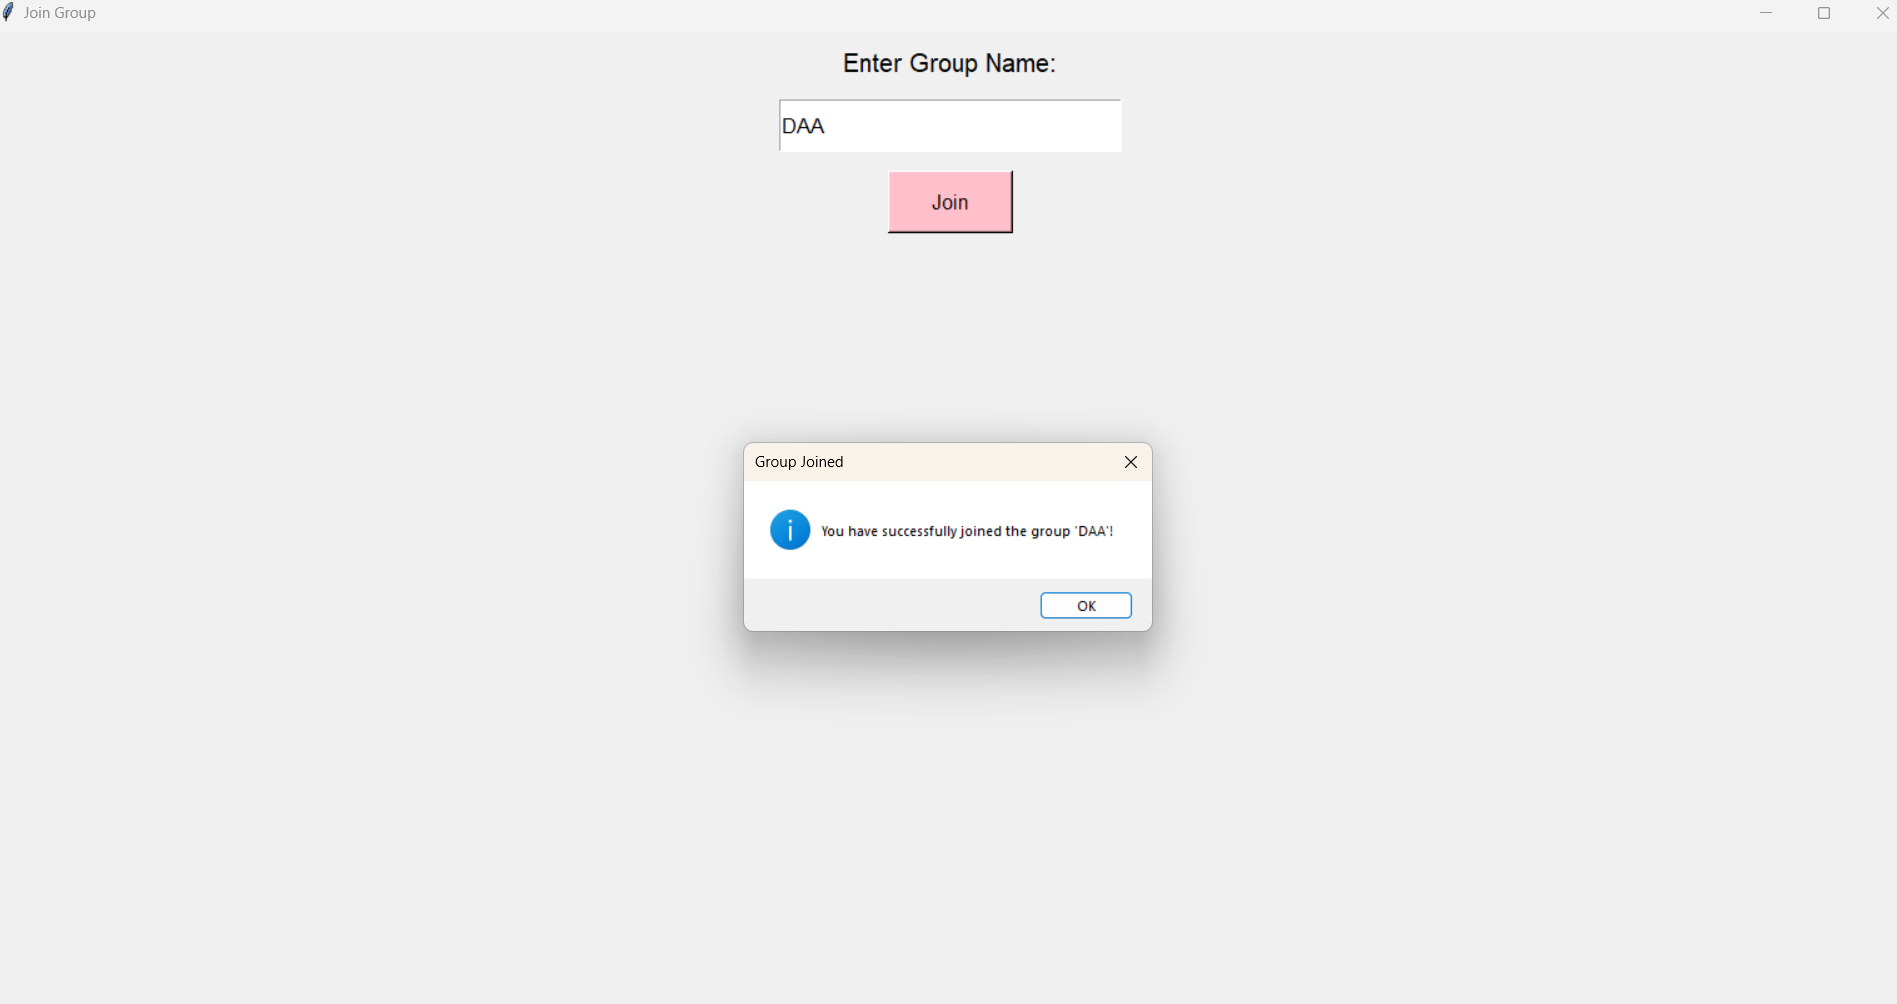 Join Group
Enter Group Name:
DAA
Join
Group Joined
You have successfully joined the group 'DAA'!
OK